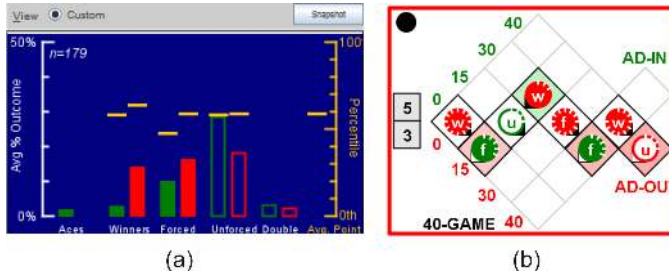 View Custom Snapshot
50%
n=179
100%
Avg % Outcome
Percentile
0%
0th
Aces Winners Forced Unforced Double Avg. Point
(a)
40
30
15
0
AD-IN
5
3
w
w
u
f
w
f
f
u
0
15
30
40
AD-OU
40-GAME
(b)